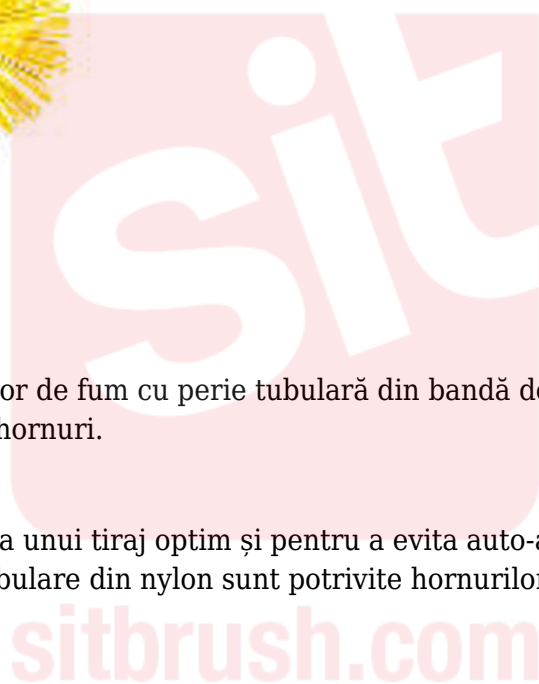 sit
or de fum cu perie tubulară din bandă de
hornuri.
a unui tiraj optim și pentru a evita auto-a
bulare din nylon sunt potrivite hornurilor
sitbrush.com